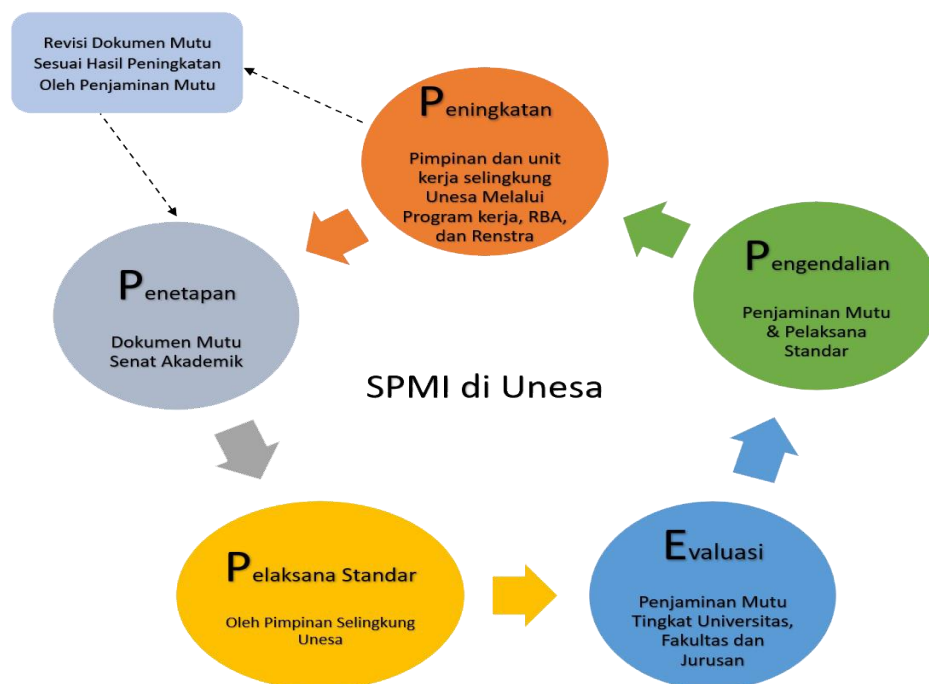 Revisi Dokumen Mutu
Sesuai Hasil Peningkatan
Oleh Penjaminan Mutu
Peningkatan
Pimpinan dan unit
kerja selingkung
Unesa Melalui
Program kerja, RBA,
dan Renstra
Penetapan
Dokumen Mutu
Senat Akademik
Pengendalian
Penjaminan Mutu
& Pelaksana
Standar
SPMI di Unesa
Pelaksana Standar
Oleh Pimpinan Selingkung
Unesa
Evaluasi
Penjaminan Mutu
Tingkat Universitas,
Fakultas dan
Jurusan